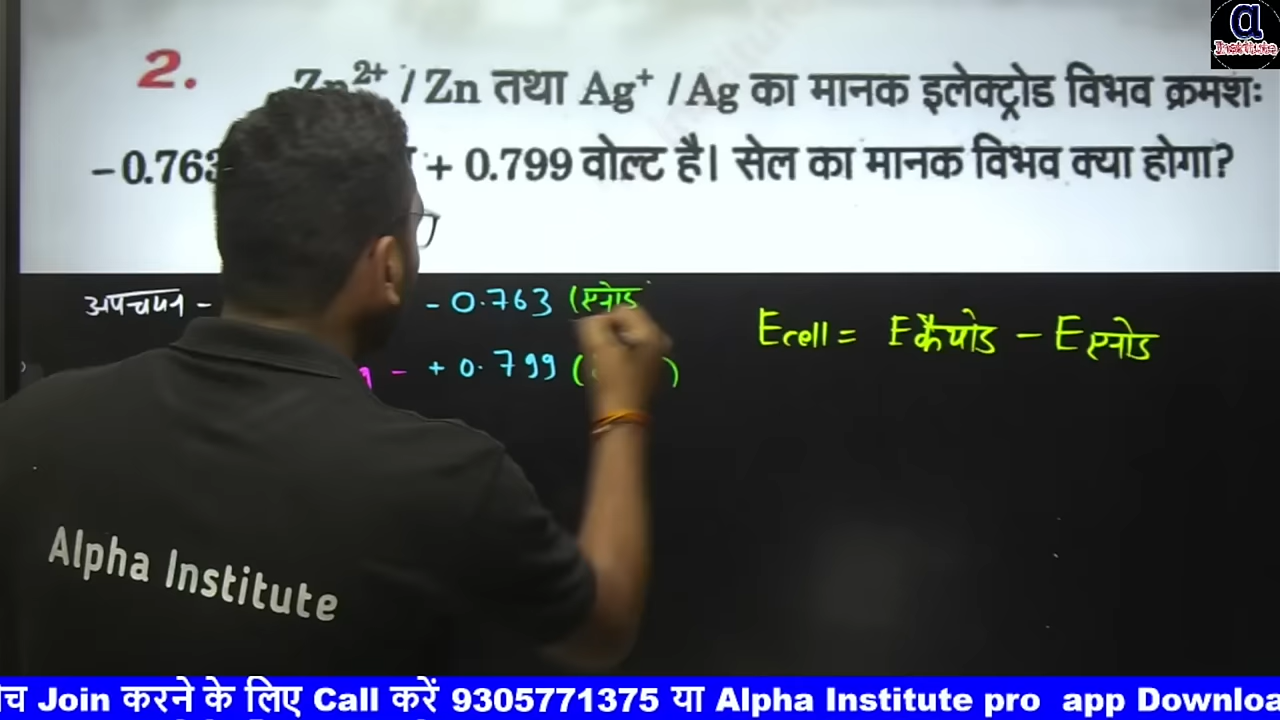 α
Institute
2. Zn²⁺ / Zn तथा Ag⁺ / Ag का मानक इलेक्ट्रोड विभव क्रमशः
– 0.763 + 0.799 वोल्ट है। सेल का मानक विभव क्या होगा?
अपचयन - - 0.763 (एनोड
- + 0.799 ( )
Ecell = Eकैथोड - Eएनोड
Alpha Institute
Join करने के लिए Call करें 9305771375 या Alpha Institute pro app